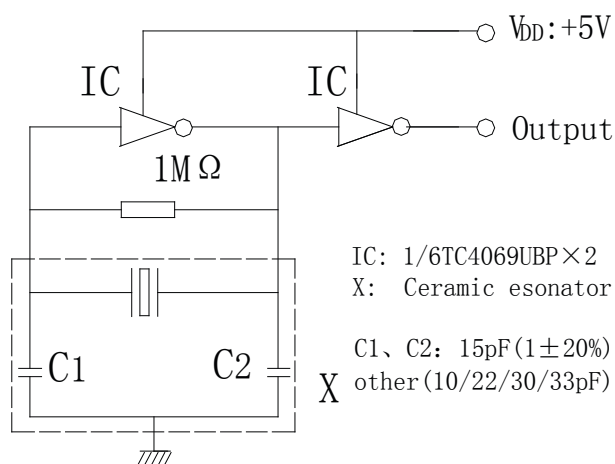 VDD:+5V
IC
IC
Output
1MΩ
IC: 1/6TC4069UBP×2
X: Ceramic esonator
C1、C2: 15pF(1±20%)
C1
C2
X
other(10/22/30/33pF)